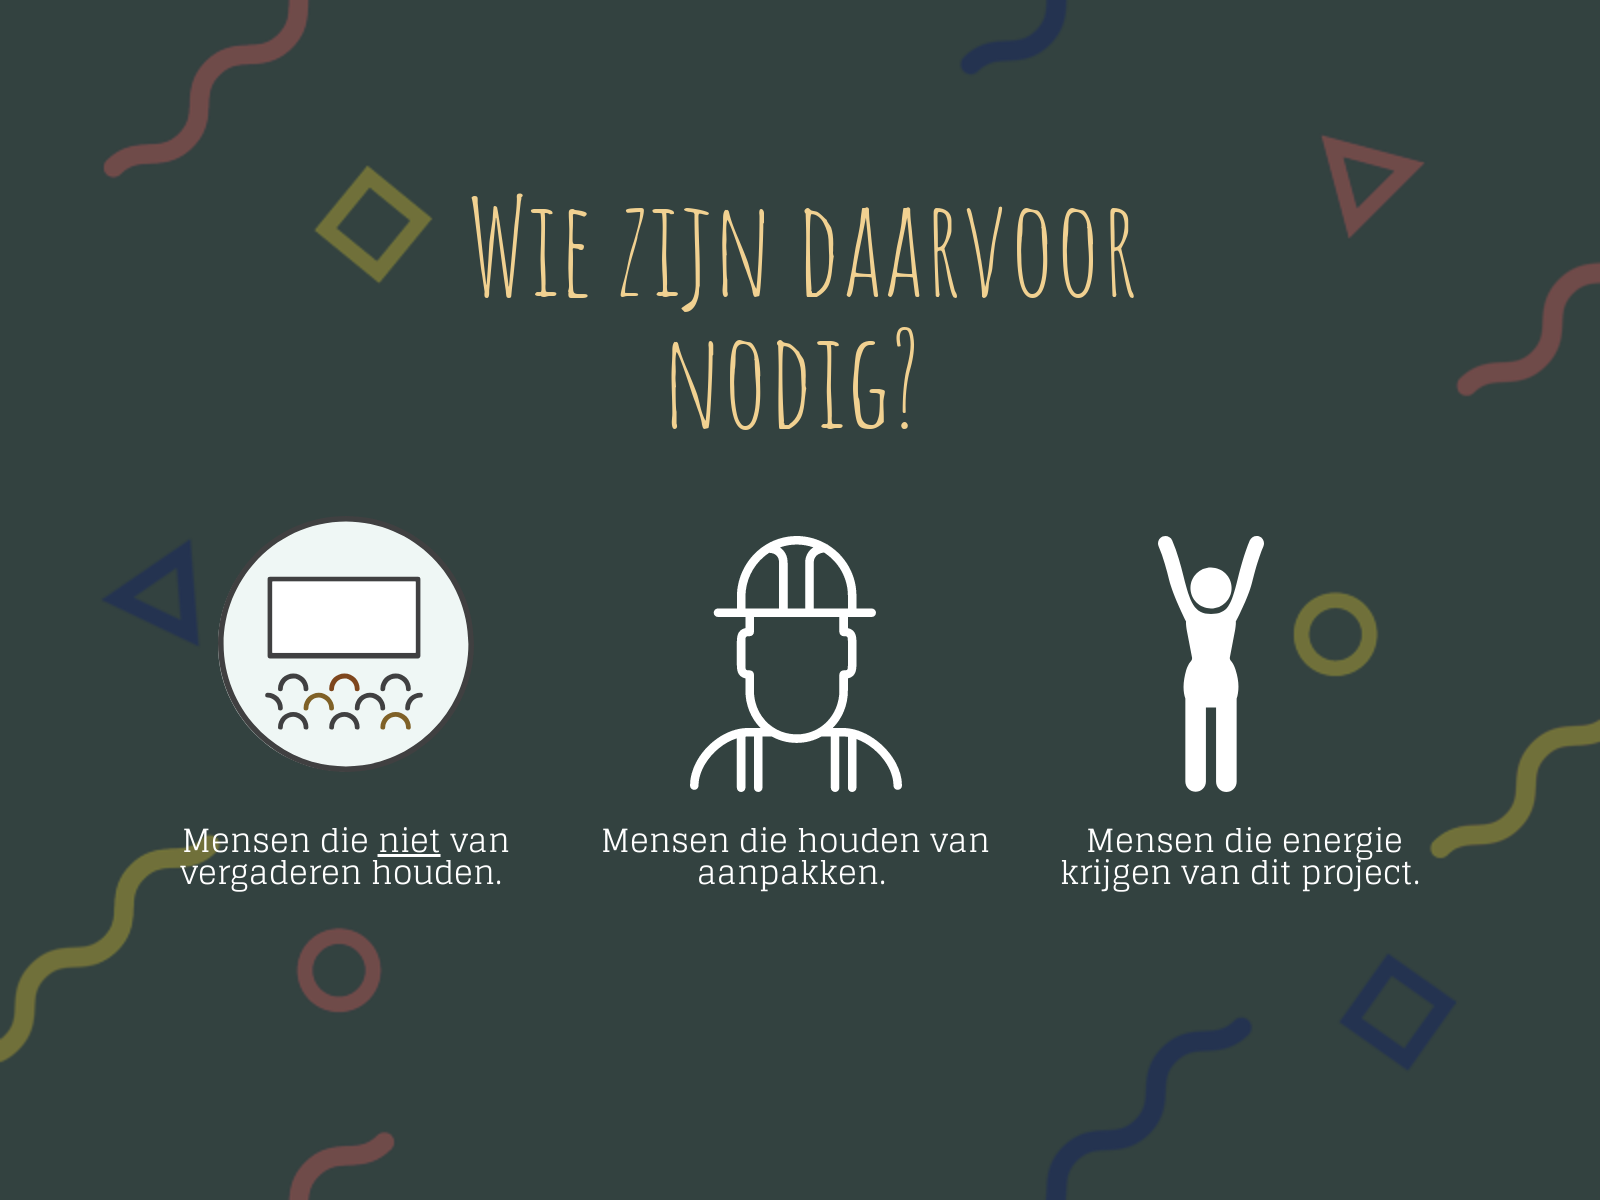 Wie zijn daarvoor
nodig?
Mensen die niet van
vergaderen houden.
Mensen die houden van
aanpakken.
Mensen die energie
krijgen van dit project.